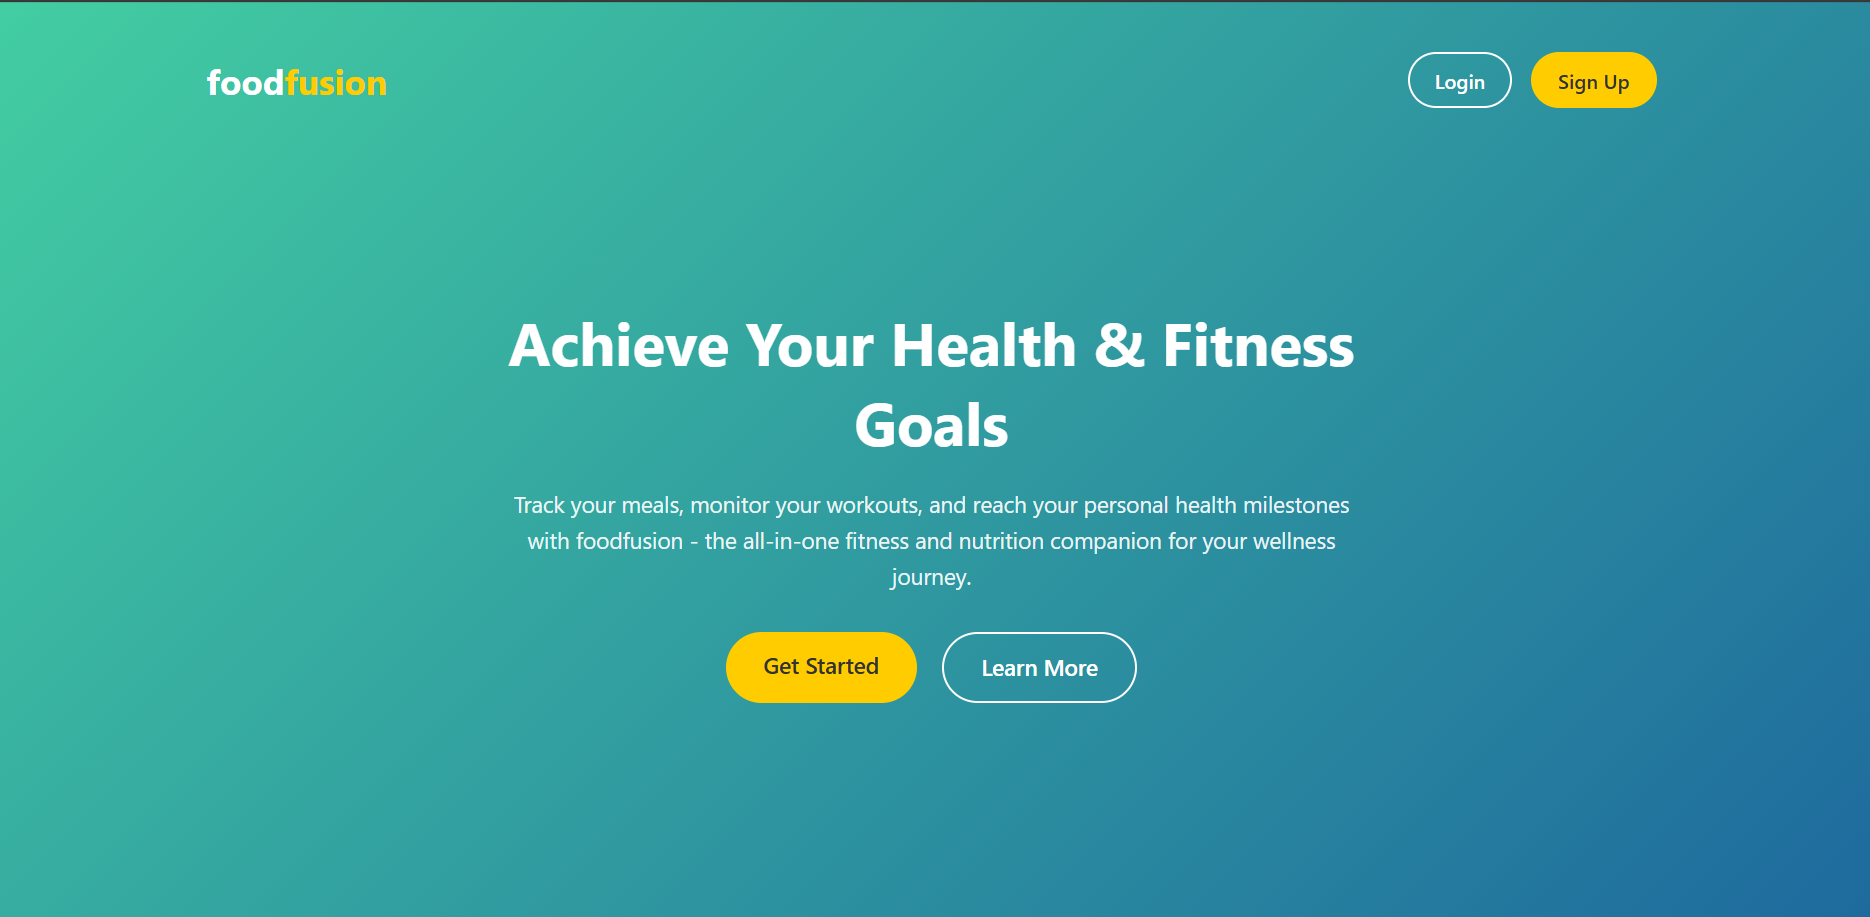 foodfusion
Login
Sign Up
Achieve Your Health & Fitness
Goals
Track your meals, monitor your workouts, and reach your personal health milestones
with foodfusion - the all-in-one fitness and nutrition companion for your wellness
journey.
Get Started
Learn More